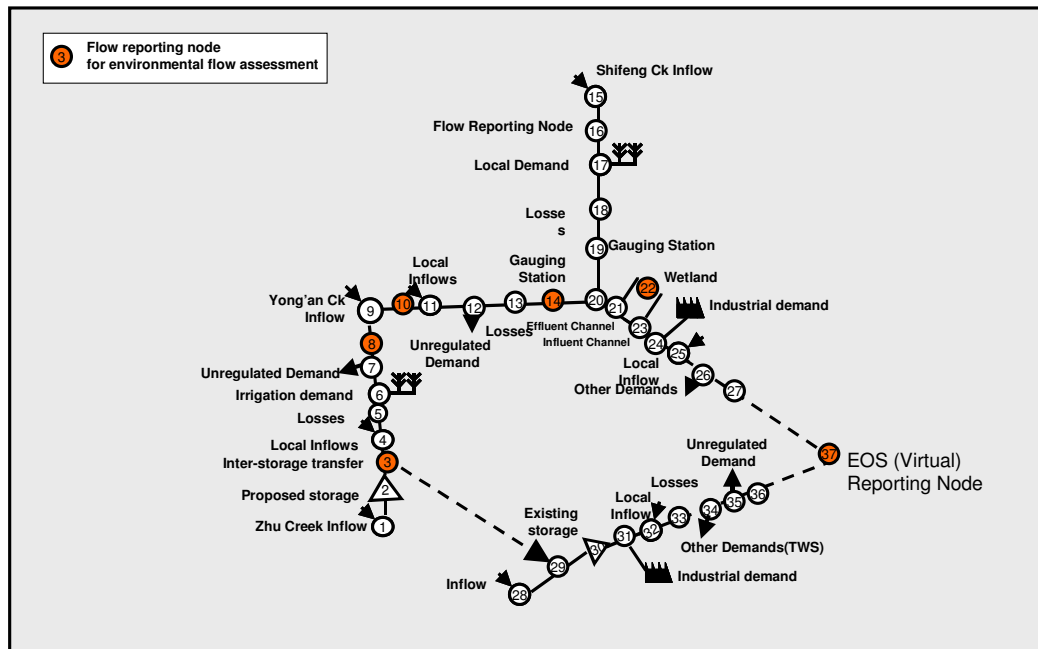 3
Flow reporting node
for environmental flow assessment
Shifeng Ck Inflow
15
Flow Reporting Node
16
Local Demand
17
18
Losse
s
19
Gauging Station
Gauging
Station
Local
Inflows
Yong'an Ck
Inflow
9
10
11
12
13
14
20
21
22
Wetland
Losses
Effluent Channel
Influent Channel
23
Industrial demand
Unregulated
Demand
24
25
Local
Inflow
Other Demands
26
27
8
Unregulated Demand
7
Irrigation demand
6
5
Losses
4
Local Inflows
Inter-storage transfer
3
Proposed storage
2
Zhu Creek Inflow
1
37
EOS (Virtual)
Reporting Node
Unregulated
Demand
Losses
Local
Inflow
Existing
storage
36
35
34
33
32
31
30
29
Other Demands(TWS)
Industrial demand
Inflow
28